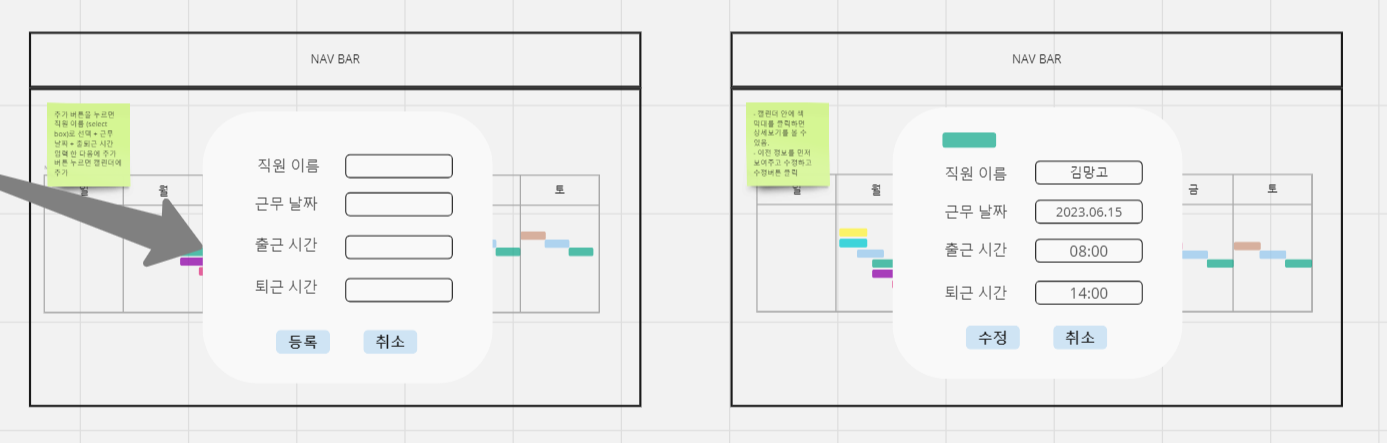 NAV BAR
추가 버튼을 누르면
직원 이름 (select
box)로 선택 + 근무
날짜 + 출퇴근 시간
입력 한 다음에 추가
버튼 누르면 캘린더에
추가
일
월
토
직원 이름
근무 날짜
출근 시간
퇴근 시간
등록
취소
NAV BAR
- 캘린더 안에 색
막대를 클릭하면
상세보기를 볼 수
있음.
- 이전 정보를 먼저
보여주고 수정하고
수정버튼 클릭
일
월
금
토
직원 이름
김망고
근무 날짜
2023.06.15
출근 시간
08:00
퇴근 시간
14:00
수정
취소